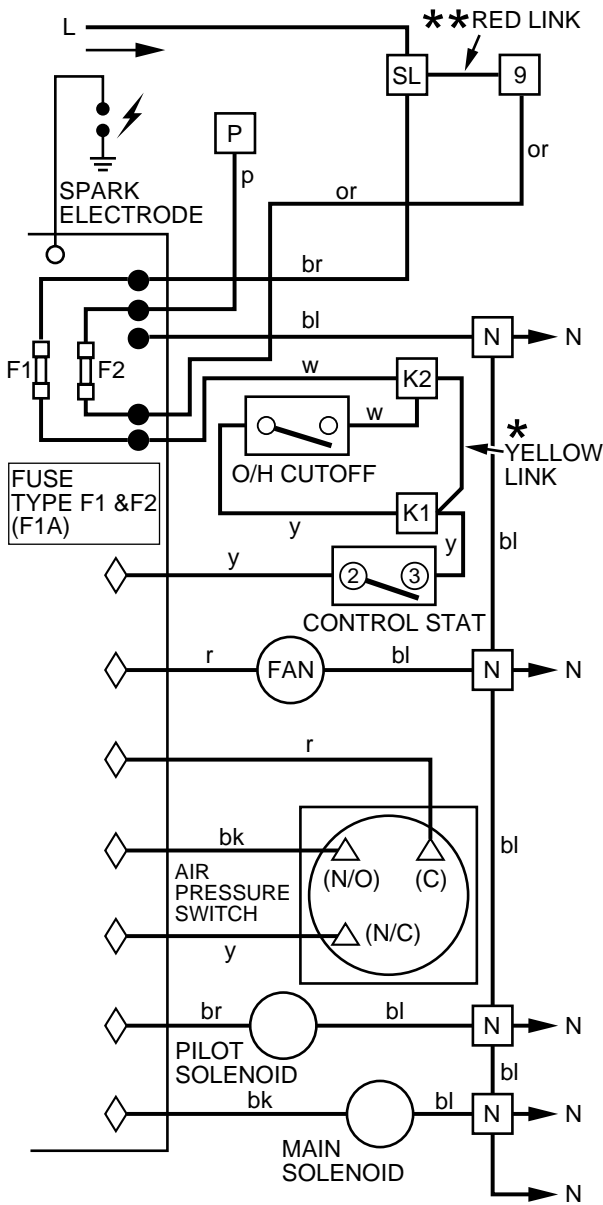 L
**RED LINK
SL
9
P
or
p
SPARK
ELECTRODE
or
br
bl
N
N
F1
F2
w
K2
w
*
YELLOW
LINK
O/H CUTOFF
FUSE
TYPE F1 &F2
(F1A)
K1
y
y
bl
y
2
3
CONTROL STAT
r
FAN
bl
N
N
r
bk
(N/O)
(C)
bl
AIR
PRESSURE
SWITCH
(N/C)
y
br
bl
N
N
PILOT
SOLENOID
bl
bk
bl
N
N
MAIN
SOLENOID
N